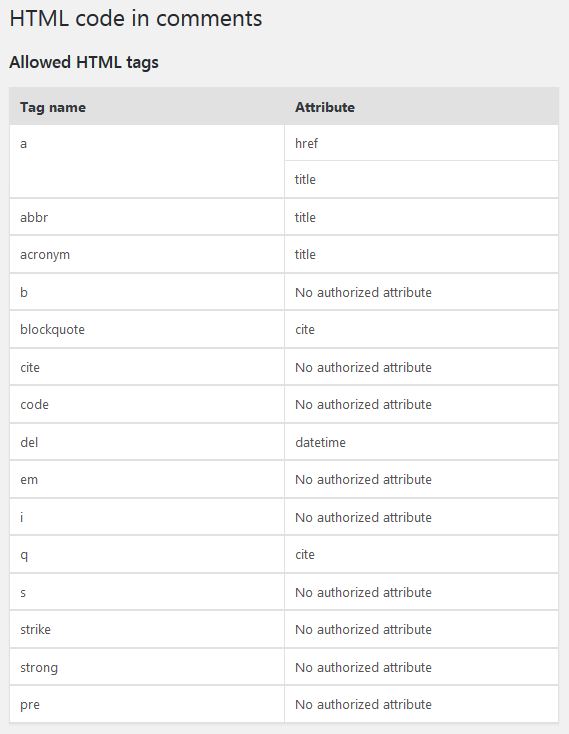 HTML code in comments
Allowed HTML tags
Tag name Attribute
a href
title
abbr title
acronym title
b No authorized attribute
blockquote cite
cite No authorized attribute
code No authorized attribute
del datetime
em No authorized attribute
i No authorized attribute
q cite
s No authorized attribute
strike No authorized attribute
strong No authorized attribute
pre No authorized attribute